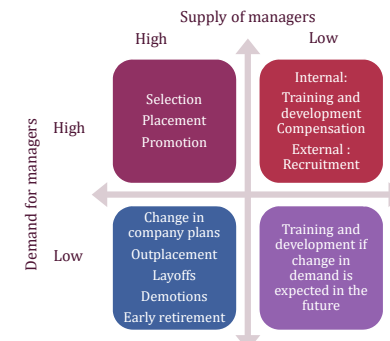 Supply of managers
High
Low
Demand for managers
High
Selection
Placement
Promotion
Internal:
Training and
development
Compensation
External :
Recruitment
Low
Change in
company plans
Outplacement
Layoffs
Demotions
Early retirement
Training and
development if
change in
demand is
expected in the
future